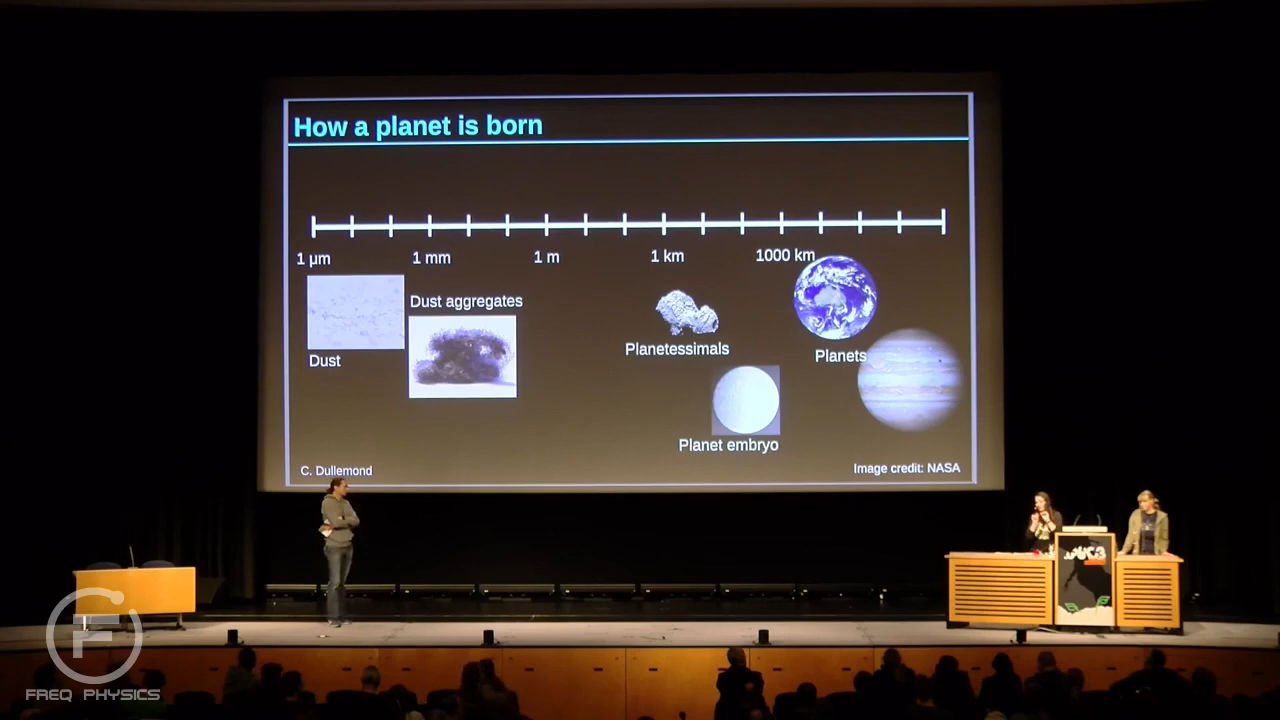 How a planet is born
1 µm
1 mm
1 m
1 km
1000 km
Dust aggregates
Dust
Planetessimals
Planets
Planet embryo
C. Dullemond
Image credit: NASA
FREQ PHYSICS